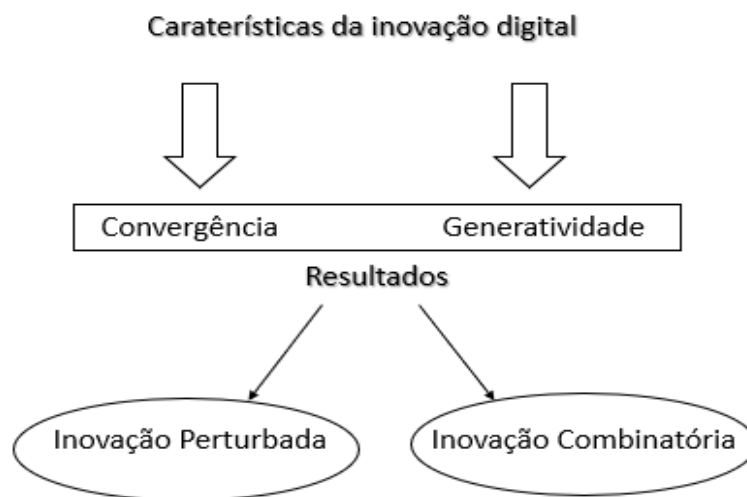 Caraterísticas da inovação digital
Convergência Generatividade
Resultados
Inovação Perturbada Inovação Combinatória